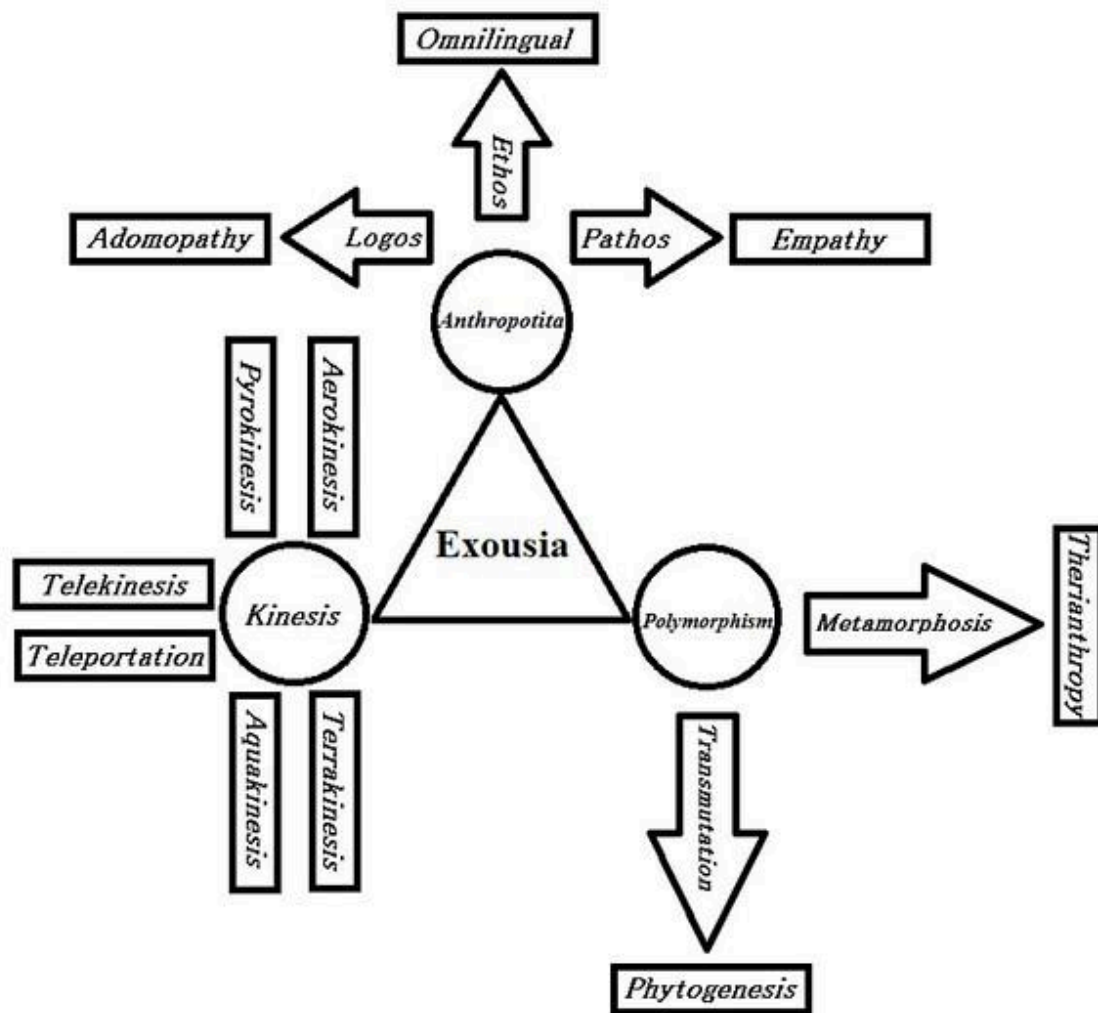 Omnilingual
Ethos
Adomopathy
Logos
Pathos
Empathy
Anthropotita
Pyrokinesis
Aerokinesis
Exousia
Telekinesis
Kinesis
Teleportation
Polymorphism
Metamorphosis
Therianthropy
Aquakinesis
Terrakinesis
Transmutation
Phytogenesis